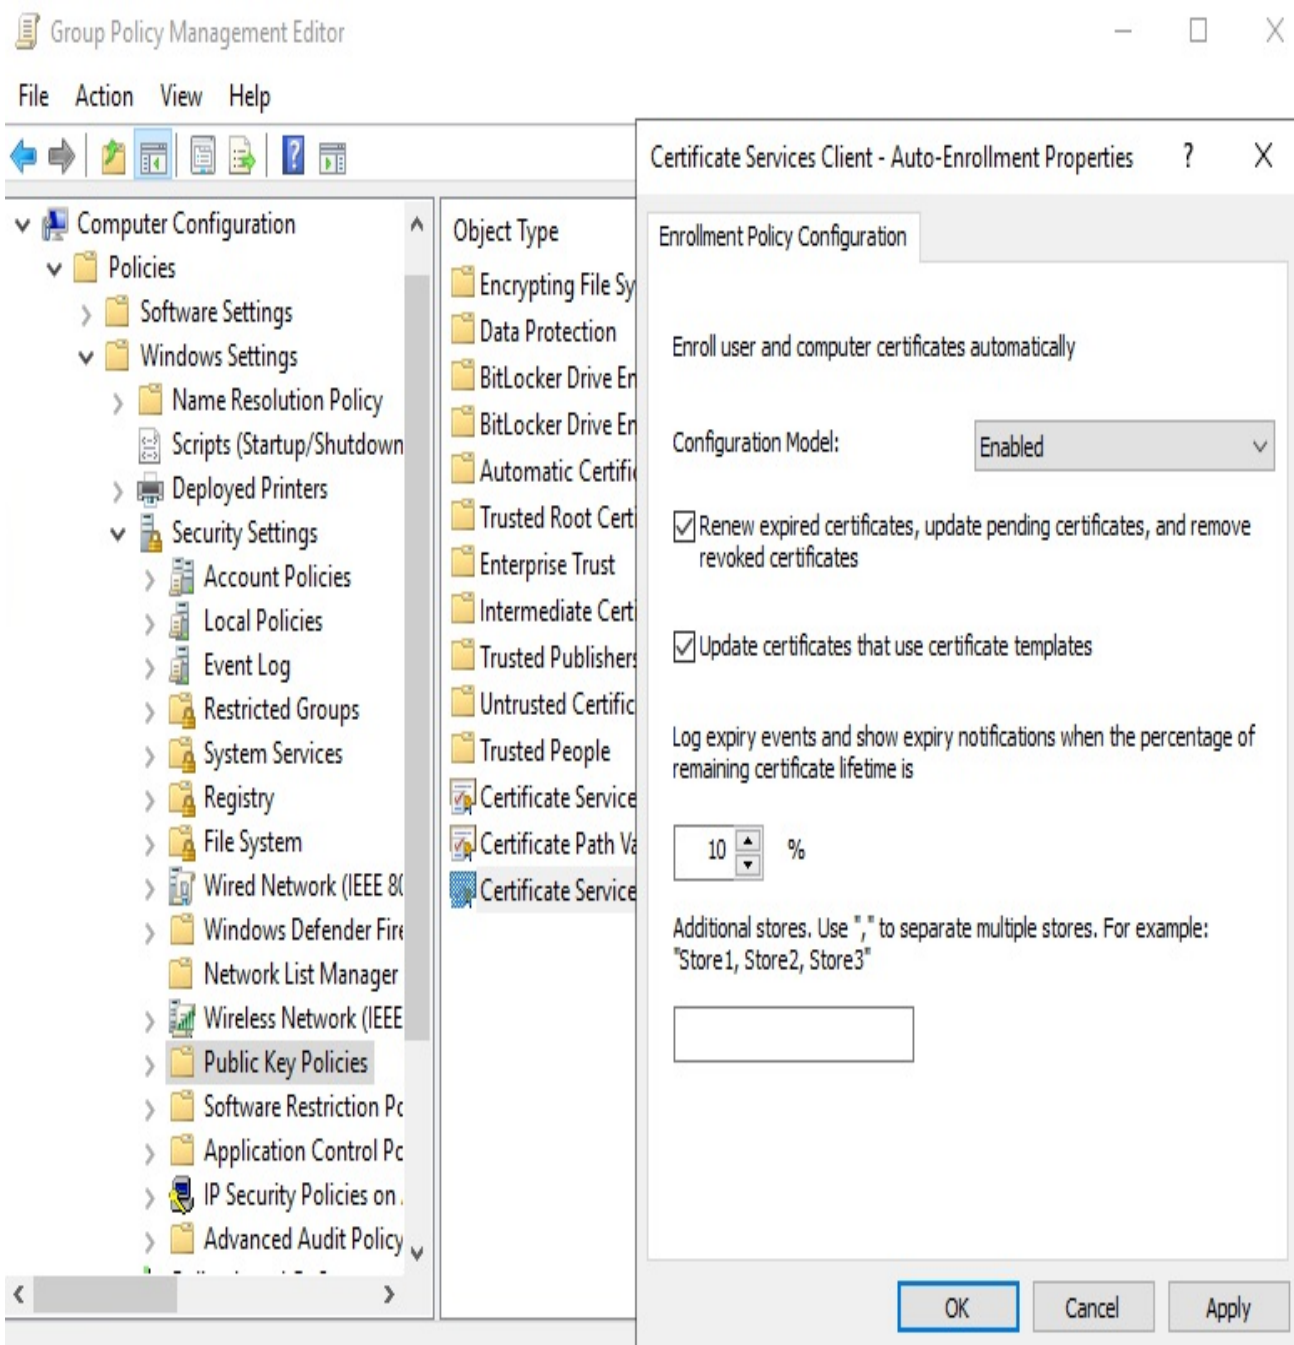 Group Policy Management Editor
File Action View Help
Computer Configuration
Policies
Software Settings
Windows Settings
Name Resolution Policy
Scripts (Startup/Shutdown
Deployed Printers
Security Settings
Account Policies
Local Policies
Event Log
Restricted Groups
System Services
Registry
File System
Wired Network (IEEE 80
Windows Defender Fire
Network List Manager
Wireless Network (IEEE
Public Key Policies
Software Restriction Po
Application Control Po
IP Security Policies on
Advanced Audit Policy
Object Type
Encrypting File Sy
Data Protection
BitLocker Drive En
BitLocker Drive En
Automatic Certific
Trusted Root Certi
Enterprise Trust
Intermediate Certi
Trusted Publishers
Untrusted Certific
Trusted People
Certificate Service
Certificate Path Va
Certificate Service
Certificate Services Client - Auto-Enrollment Properties ? X
Enrollment Policy Configuration
Enroll user and computer certificates automatically
Configuration Model: Enabled
Renew expired certificates, update pending certificates, and remove
revoked certificates
Update certificates that use certificate templates
Log expiry events and show expiry notifications when the percentage of
remaining certificate lifetime is
10 %
Additional stores. Use "," to separate multiple stores. For example:
"Store1, Store2, Store3"
OK Cancel Apply